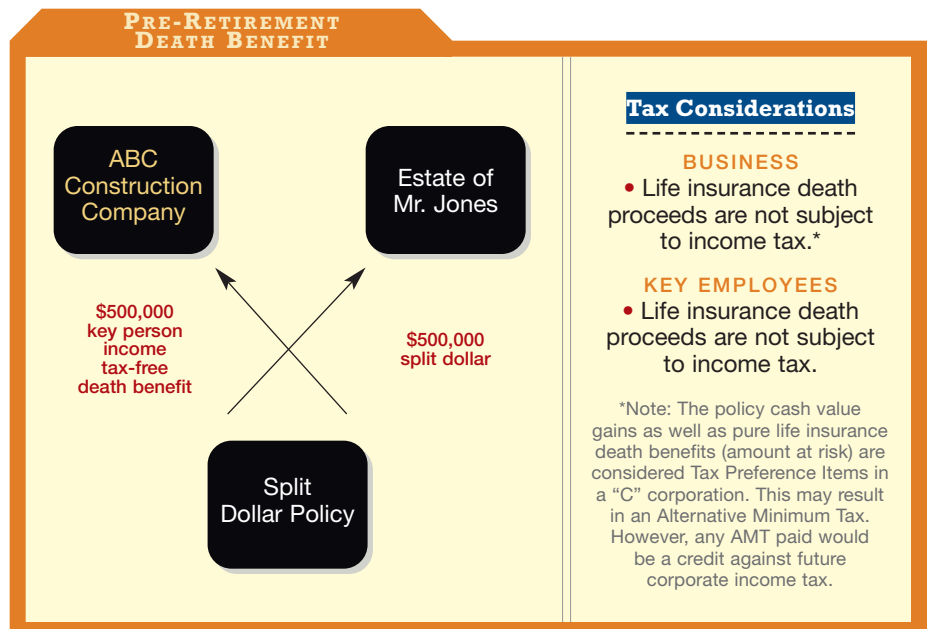 PRE-RETIREMENT
DEATH BENEFIT
ABC
Construction
Company
Estate of
Mr. Jones
$500,000
key person
income
tax-free
death benefit
$500,000
split dollar
Split
Dollar Policy
Tax Considerations
BUSINESS
• Life insurance death
proceeds are not subject
to income tax.*
KEY EMPLOYEES
• Life insurance death
proceeds are not subject
to income tax.
*Note: The policy cash value
gains as well as pure life insurance
death benefits (amount at risk) are
considered Tax Preference Items in
a “C” corporation. This may result
in an Alternative Minimum Tax.
However, any AMT paid would
be a credit against future
corporate income tax.